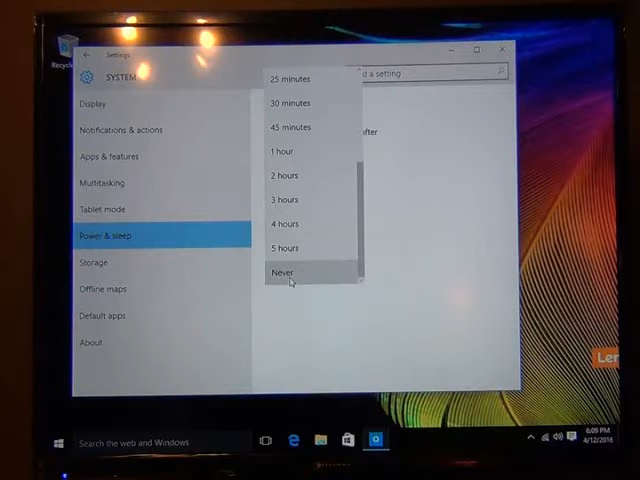 Settings
SYSTEM
d a setting
Display
Notifications & actions
Apps & features
Multitasking
Tablet mode
Power & sleep
Storage
Offline maps
Default apps
About
25 minutes
30 minutes
45 minutes
1 hour
2 hours
3 hours
4 hours
5 hours
Never
after
Recycle
Len
Search the web and Windows
6:09 PM
4/12/2016